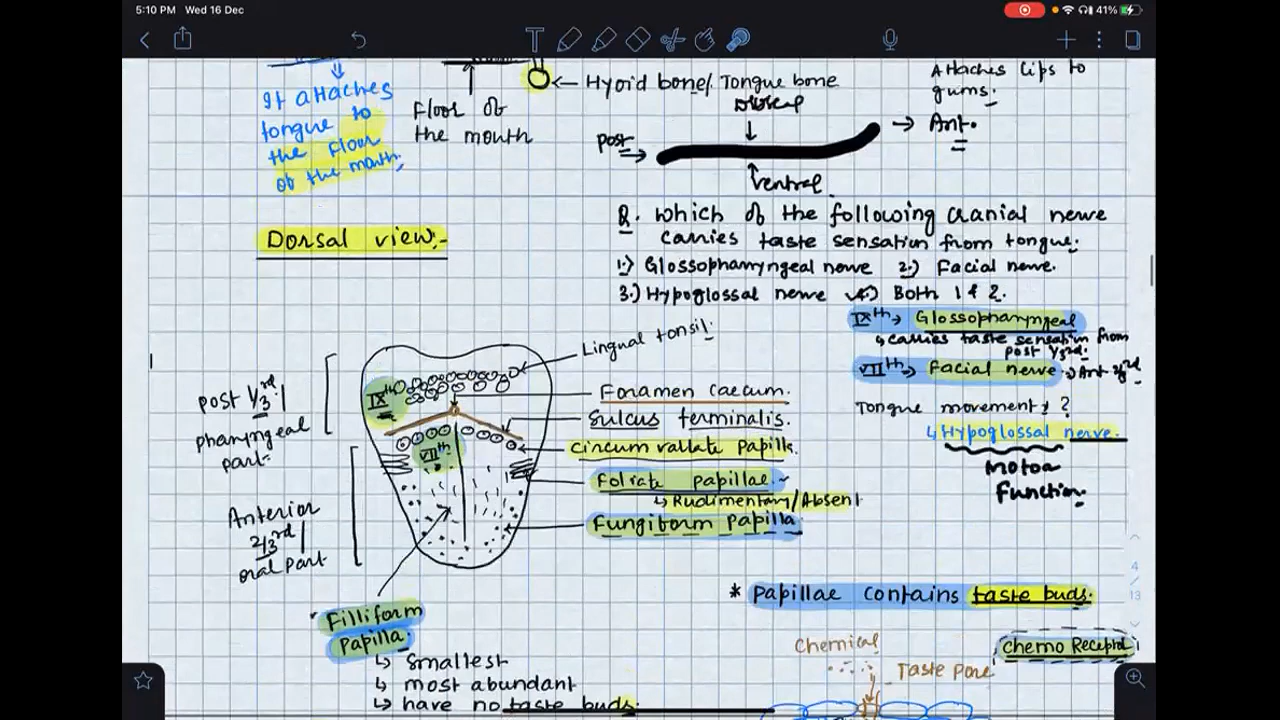 5:10 PM Wed 16 Dec
41%
It attaches
tongue to
the floor
of the mouth.
Floor of
the mouth
Hyoid bone/ Tongue bone
Attaches lips to
gums.
Dorsal
Post
Ant.
Ventral
Dorsal view:-
Q. which of the following cranial nerve
carries taste sensation from tongue.
1.) Glossopharyngeal nerve 2.) Facial nerve.
3.) Hypoglossal nerve 4.) Both 1 & 2.
IXth → Glossopharyngeal
↳ carries taste sensation from
post 1/3rd.
VIIth → Facial nerve → Ant 2/3rd
Tongue movement ?
↳ Hypoglossal nerve.
Motor
Function.
Lingual tonsil.
Foramen caecum.
Sulcus terminalis.
circum vallate papilla
Foliate papillae -
↳ Rudimentary/Absent
Fungiform papilla
post 1/3rd /
pharyngeal
part.
IXth
VIIth
Anterior
2/3rd /
oral part
Filliform
papilla.
↳ smallest
↳ most abundant
↳ have no taste buds.
* Papillae contains taste buds.
Chemical
Chemo Receptor
Taste pore
4
/
13